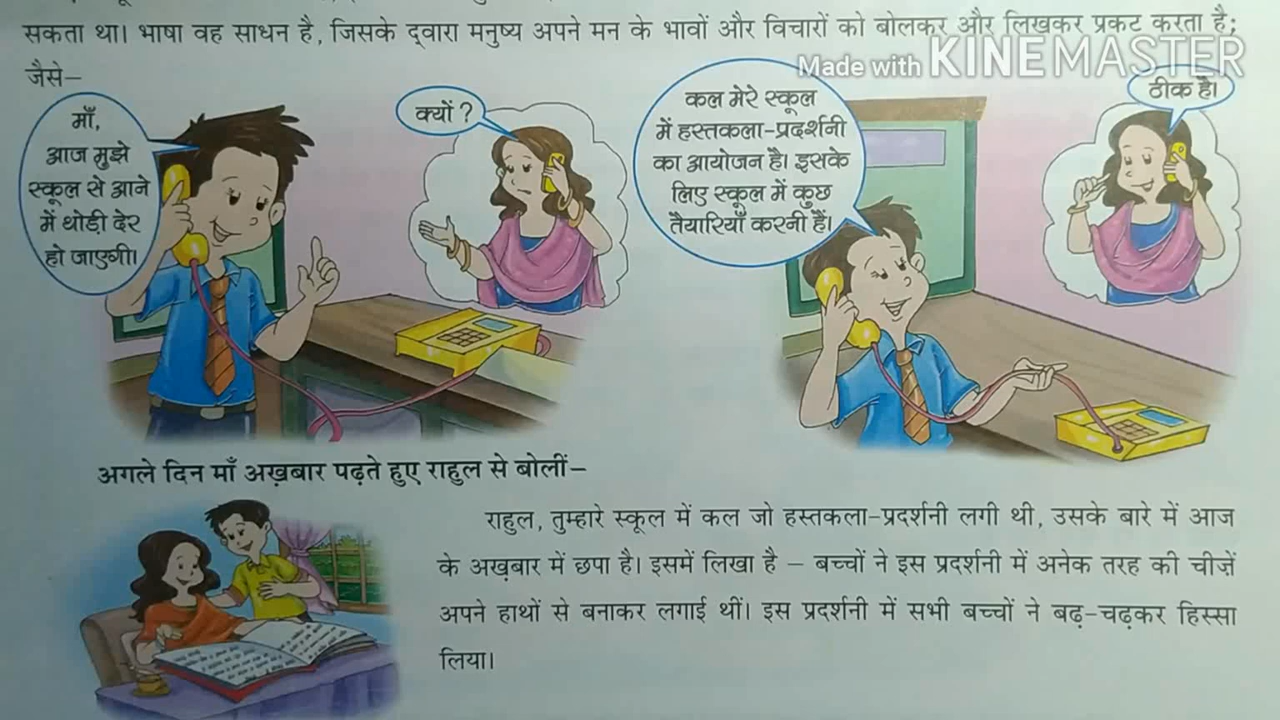 सकता था। भाषा वह साधन है, जिसके द्वारा मनुष्य अपने मन के भावों और विचारों को बोलकर और लिखकर प्रकट करता है;
जैसे–
Made with KINEMASTER
माँ,
आज मुझे
स्कूल से आने
में थोड़ी देर
हो जाएगी।
क्यों ?
कल मेरे स्कूल
में हस्तकला-प्रदर्शनी
का आयोजन है। इसके
लिए स्कूल में कुछ
तैयारियाँ करनी हैं।
ठीक है।
अगले दिन माँ अख़बार पढ़ते हुए राहुल से बोलीं–
राहुल, तुम्हारे स्कूल में कल जो हस्तकला-प्रदर्शनी लगी थी, उसके बारे में आज
के अख़बार में छपा है। इसमें लिखा है – बच्चों ने इस प्रदर्शनी में अनेक तरह की चीज़ें
अपने हाथों से बनाकर लगाई थीं। इस प्रदर्शनी में सभी बच्चों ने बढ़-चढ़कर हिस्सा
लिया।